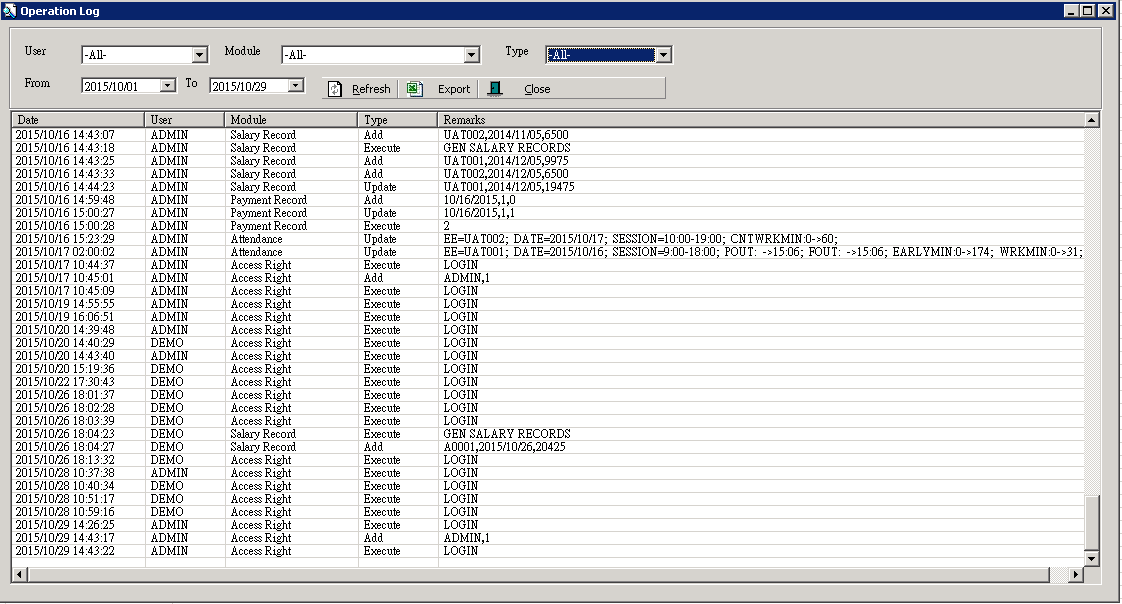 Operation Log
User -All- Module -All- Type -All-
From 2015/10/01 To 2015/10/29 Refresh Export Close
Date User Module Type Remarks
2015/10/16 14:43:07 ADMIN Salary Record Add UAT002,2014/11/05,6500
2015/10/16 14:43:18 ADMIN Salary Record Execute GEN SALARY RECORDS
2015/10/16 14:43:25 ADMIN Salary Record Add UAT001,2014/12/05,9975
2015/10/16 14:43:33 ADMIN Salary Record Add UAT002,2014/12/05,6500
2015/10/16 14:44:23 ADMIN Salary Record Update UAT001,2014/12/05,19475
2015/10/16 14:59:48 ADMIN Payment Record Add 10/16/2015,1,0
2015/10/16 15:00:27 ADMIN Payment Record Update 10/16/2015,1,1
2015/10/16 15:00:28 ADMIN Payment Record Execute 2
2015/10/16 15:23:29 ADMIN Attendance Update EE=UAT002; DATE=2015/10/17; SESSION=10:00-19:00; CNTWRKMIN:0->60;
2015/10/17 02:00:02 ADMIN Attendance Update EE=UAT001; DATE=2015/10/16; SESSION=9:00-18:00; POUT: ->15:06; FOUT: ->15:06; EARLYMIN:0->174; WRKMIN:0->31;
2015/10/17 10:44:37 ADMIN Access Right Execute LOGIN
2015/10/17 10:45:01 ADMIN Access Right Add ADMIN,1
2015/10/17 10:45:09 ADMIN Access Right Execute LOGIN
2015/10/19 14:55:55 ADMIN Access Right Execute LOGIN
2015/10/19 16:06:51 ADMIN Access Right Execute LOGIN
2015/10/20 14:39:48 ADMIN Access Right Execute LOGIN
2015/10/20 14:40:29 DEMO Access Right Execute LOGIN
2015/10/20 14:43:40 ADMIN Access Right Execute LOGIN
2015/10/20 15:19:36 DEMO Access Right Execute LOGIN
2015/10/22 17:30:43 DEMO Access Right Execute LOGIN
2015/10/26 18:01:37 DEMO Access Right Execute LOGIN
2015/10/26 18:02:28 DEMO Access Right Execute LOGIN
2015/10/26 18:03:39 DEMO Access Right Execute LOGIN
2015/10/26 18:04:23 DEMO Salary Record Execute GEN SALARY RECORDS
2015/10/26 18:04:27 DEMO Salary Record Add A0001,2015/10/26,20425
2015/10/26 18:13:32 DEMO Access Right Execute LOGIN
2015/10/28 10:37:38 ADMIN Access Right Execute LOGIN
2015/10/28 10:40:34 DEMO Access Right Execute LOGIN
2015/10/28 10:51:17 DEMO Access Right Execute LOGIN
2015/10/28 10:59:16 DEMO Access Right Execute LOGIN
2015/10/29 14:26:25 ADMIN Access Right Execute LOGIN
2015/10/29 14:43:17 ADMIN Access Right Add ADMIN,1
2015/10/29 14:43:22 ADMIN Access Right Execute LOGIN